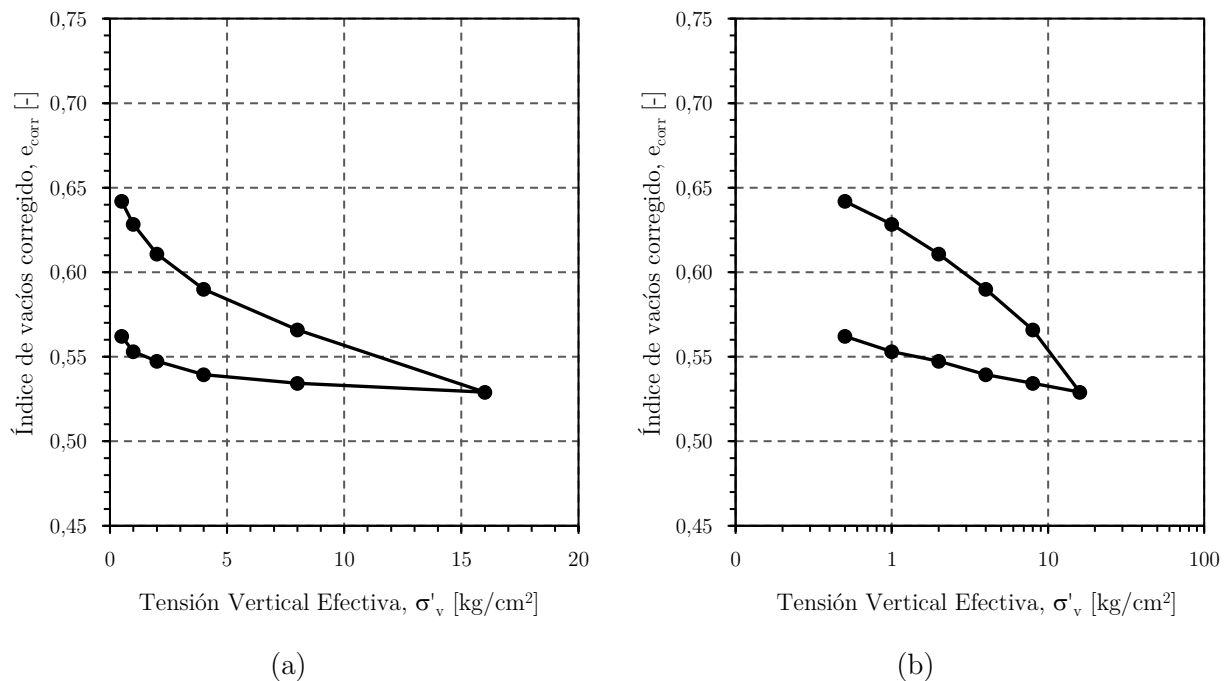 0,75
0,70
0,65
0,60
0,55
0,50
0,45
Índice de vacíos corregido, e_corr [-]
0 5 10 15 20
Tensión Vertical Efectiva, σ'_v [kg/cm²]
(a)
0,75
0,70
0,65
0,60
0,55
0,50
0,45
Índice de vacíos corregido, e_corr [-]
0 1 10 100
Tensión Vertical Efectiva, σ'_v [kg/cm²]
(b)